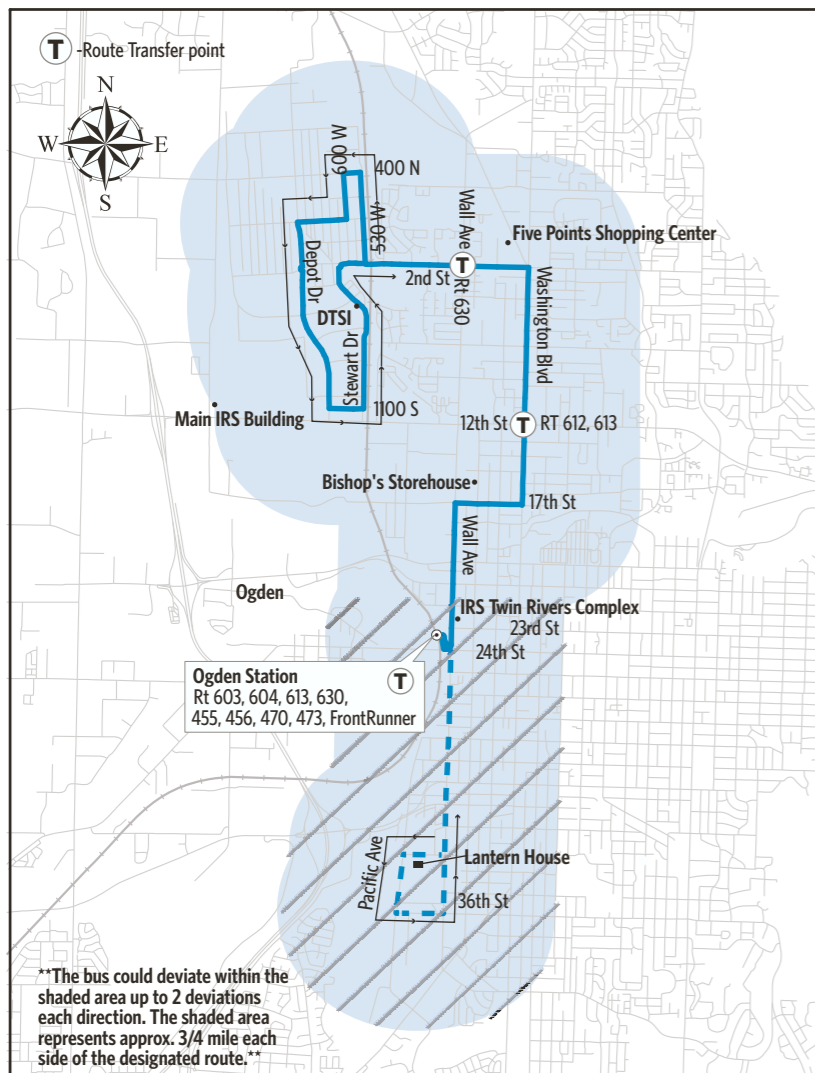 T -Route Transfer point
N
W
E
S
600 W
400 N
530 W
Wall Ave
Five Points Shopping Center
Depot Dr
2nd St
T
Rt 630
DTSI
Washington Blvd
Stewart Dr
Main IRS Building
1100 S
12th St T RT 612, 613
Bishop's Storehouse
17th St
Wall Ave
Ogden
IRS Twin Rivers Complex
23rd St
24th St
Ogden Station
T
Rt 603, 604, 613, 630,
455, 456, 470, 473, FrontRunner
Pacific Ave
Lantern House
36th St
**The bus could deviate within the
shaded area up to 2 deviations
each direction. The shaded area
represents approx. 3/4 mile each
side of the designated route.**